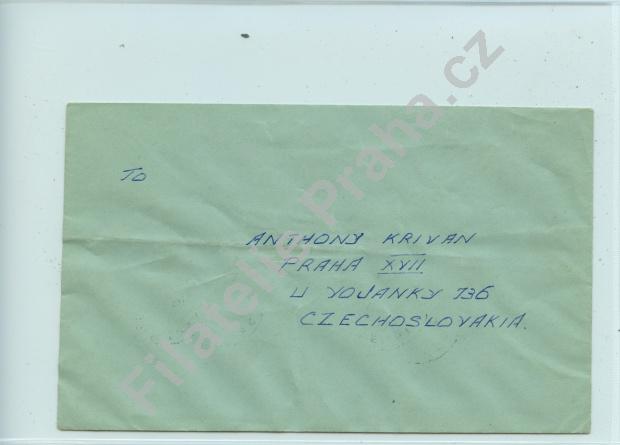 TO
ANTHONY KRIVAN
PRAHA XVII
U VOJANKY 736
CZECHOSLOVAKIA.
Filatelie Praha.cz